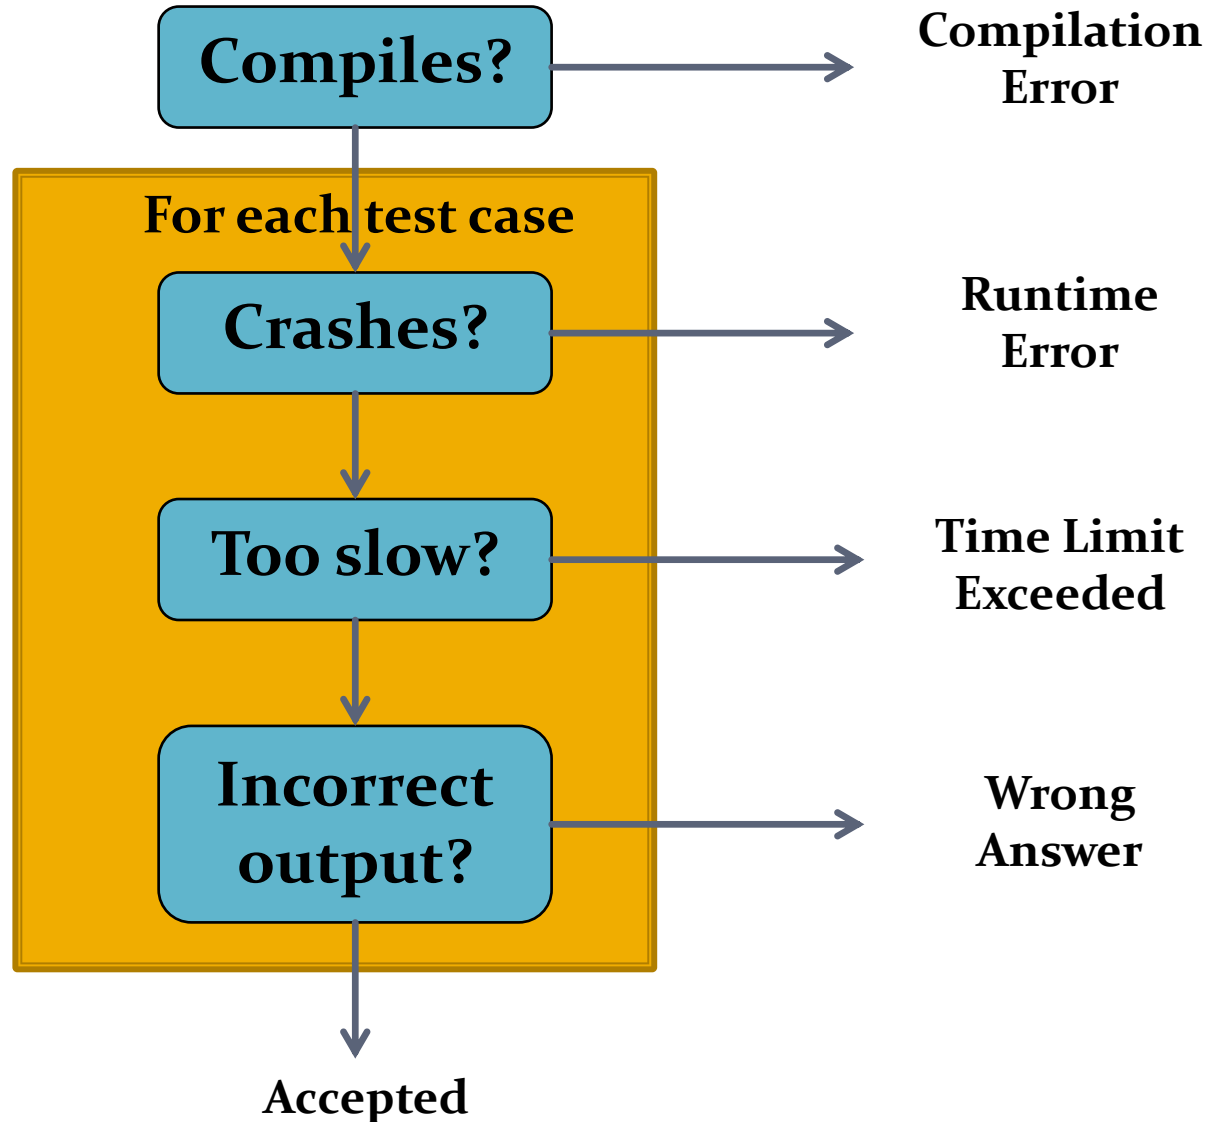 Compiles?
Compilation
Error
For each test case
Crashes?
Runtime
Error
Too slow?
Time Limit
Exceeded
Incorrect
output?
Wrong
Answer
Accepted